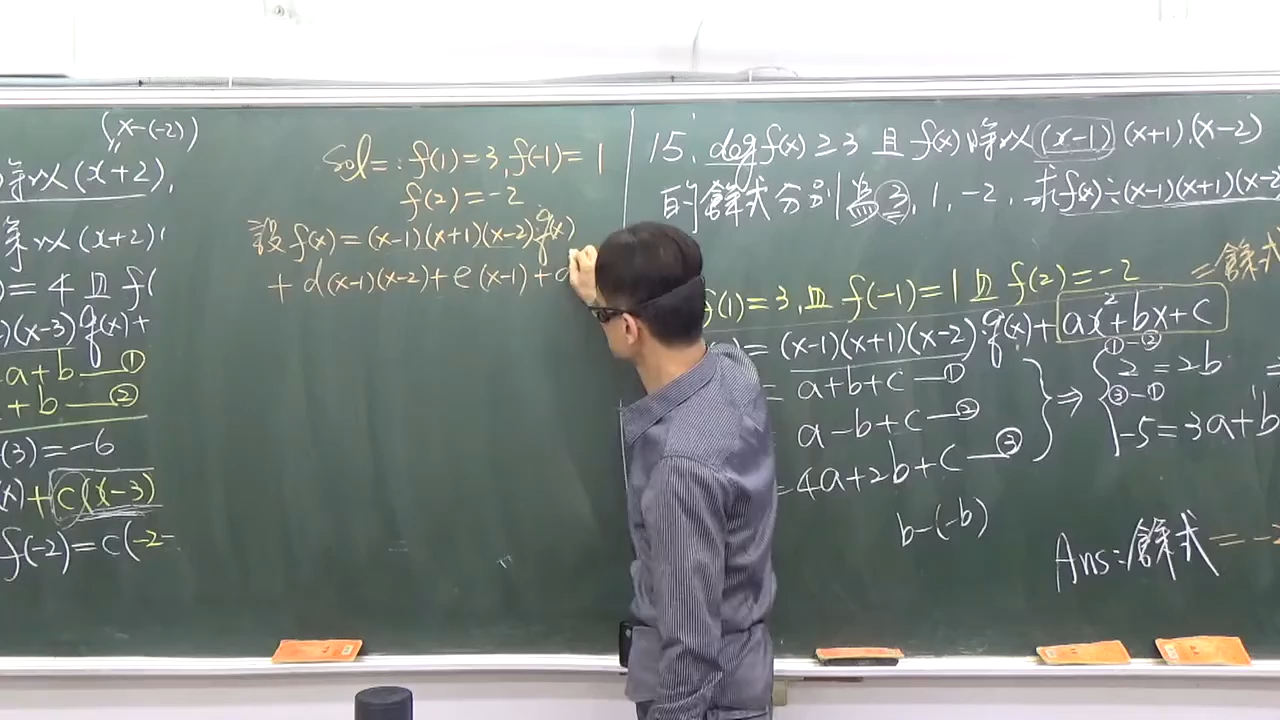 (x-(-2))
除以(x+2),
除以(x+2)
)=4 且 f(
)(x-3)q(x)+
a+b—①
+b—②
(3)=-6
(x)+c(x-3)
f(-2)=c(-2-
Sol=:f(1)=3,f(-1)=1
f(2)=-2
設f(x)=(x-1)(x+1)(x-2)q(x)
+d(x-1)(x-2)+e(x-1)+
15. deg f(x)≥3 且 f(x)除以(x-1)(x+1),(x-2)
的餘式分別為3,1,-2,求f(x)÷(x-1)(x+1)(x-2
=餘式
f(1)=3,且 f(-1)=1且 f(2)=-2
=(x-1)(x+1)(x-2)·q(x)+ax²+bx+c
= a+b+c—①
a-b+c—②
=4a+2b+c—③
⇒
①-②
2=2b
③-①
-5=3a+b
b-(-b)
Ans:餘式=-